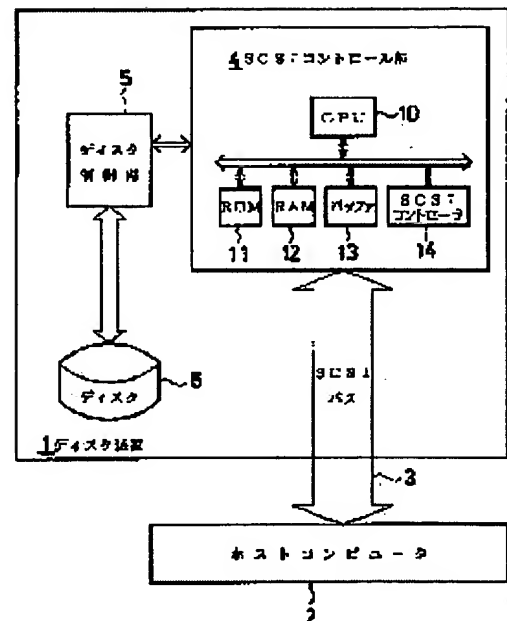 4 SCSIコントロール部
5
ディスク
制御部
CPU
10
ROM
RAM
バッファ
SCSI
コントローラ
11
12
13
14
SCSI
バス
ディスク
6
1 ディスク装置
3
ホストコンピュータ
2